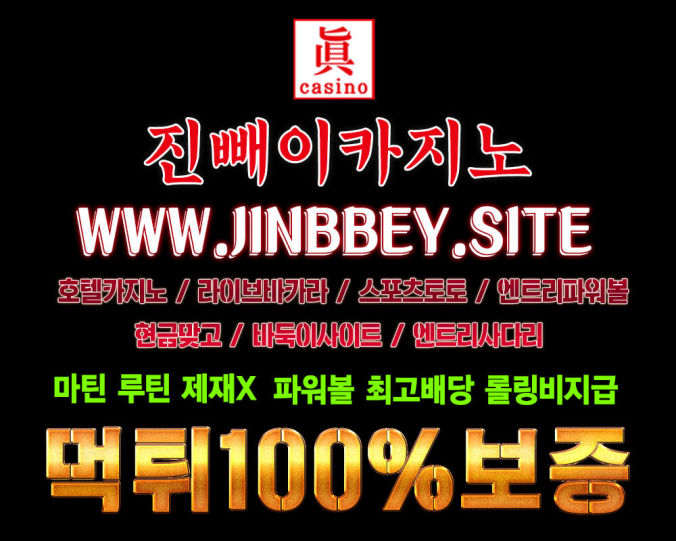 眞
casino
진빼이카지노
WWW.JINBBEY.SITE
호텔카지노 / 라이브바카라 / 스포츠토토 / 엔트리파워볼
현금맞고 / 바둑이사이트 / 엔트리사다리
마틴 루틴 제재X 파워볼 최고배당 롤링비지급
먹튀100%보증